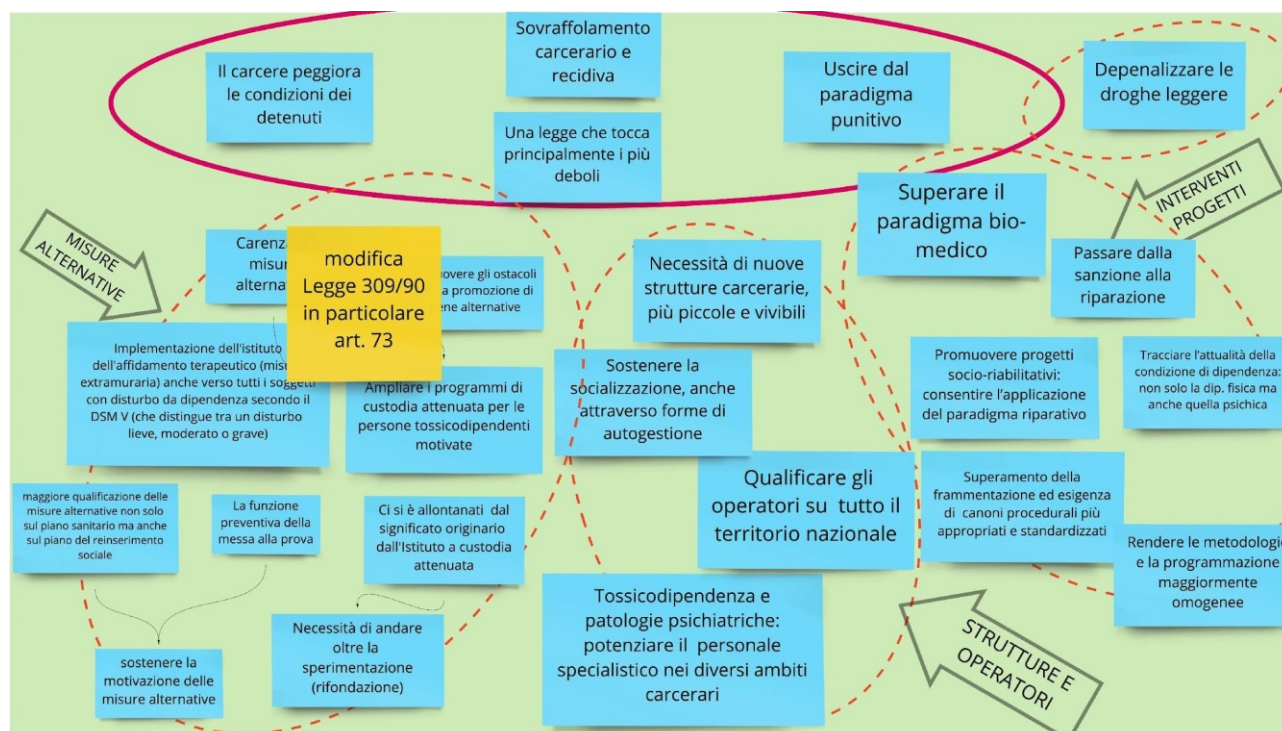 Sovraffolamento
carcerario e
recidiva
Il carcere peggiora
le condizioni dei
detenuti
Uscire dal
paradigma
punitivo
Depenalizzare le
droghe leggere
Una legge che tocca
principalmente i più
deboli
INTERVENTI
PROGETTI
Superare il
paradigma bio-
medico
MISURE
ALTERNATIVE
Carenza
modifica
Legge 309/90
in particolare
art. 73
gli ostacoli
promozione di
alternative
Necessità di nuove
strutture carcerarie,
più piccole e vivibili
Passare dalla
sanzione alla
riparazione
Implementazione dell'istituto
dell'affidamento terapeutico
extramuraria) anche verso tutti i soggetti
con disturbo da dipendenza secondo il
DSM V (che distingue tra un disturbo
lieve, moderato o grave)
Ampliare i programmi di
custodia attenuata per le
persone tossicodipendenti
motivate
Sostenere la
socializzazione, anche
attraverso forme di
autogestione
Promuovere progetti
socio-riabilitativi:
consentire l'applicazione
del paradigma riparativo
Tracciare l'attualità della
condizione di dipendenza:
non solo la dip. fisica ma
anche quella psichica
Qualificare gli
operatori su tutto il
territorio nazionale
Superamento della
frammentazione ed esigenza
di canoni procedurali più
appropriati e standardizzati
maggiore qualificazione delle
misure alternative non solo
sul piano sanitario ma anche
sul piano del reinserimento
sociale
La funzione
preventiva della
messa alla prova
Ci si è allontanati dal
significato originario
dall'Istituto a custodia
attenuata
Rendere le metodologie
e la programmazione
maggiormente
omogenee
Tossicodipendenza e
patologie psichiatriche:
potenziare il personale
specialistico nei diversi ambiti
carcerari
STRUTTURE E
OPERATORI
Necessità di andare
oltre la
sperimentazione
(rifondazione)
sostenere la
motivazione delle
misure alternative